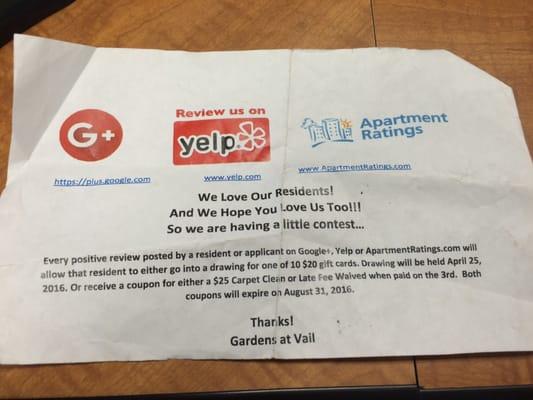 G+
Review us on
yelp
Apartment
Ratings
https://plus.google.com
www.yelp.com
www.ApartmentRatings.com
We Love Our Residents!
And We Hope You Love Us Too!!!
So we are having a little contest...
Every positive review posted by a resident or applicant on Google+, Yelp or ApartmentRatings.com will
allow that resident to either go into a drawing for one of 10 $20 gift cards. Drawing will be held April 25,
2016. Or receive a coupon for either a $25 Carpet Clean or Late Fee Waived when paid on the 3rd. Both
coupons will expire on August 31, 2016.
Thanks!
Gardens at Vail